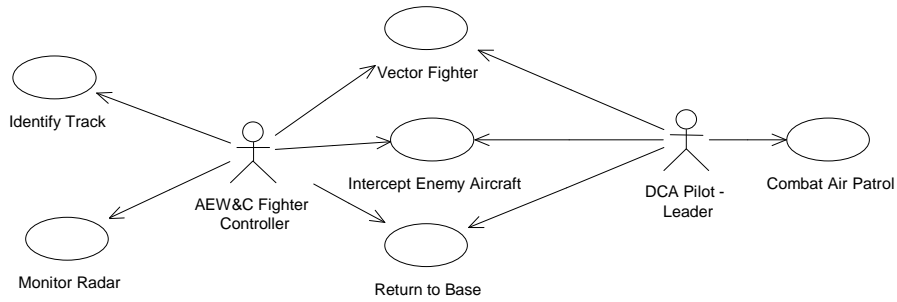 Vector Fighter
Identify Track
AEW&C Fighter
Controller
Intercept Enemy Aircraft
DCA Pilot -
Leader
Combat Air Patrol
Monitor Radar
Return to Base